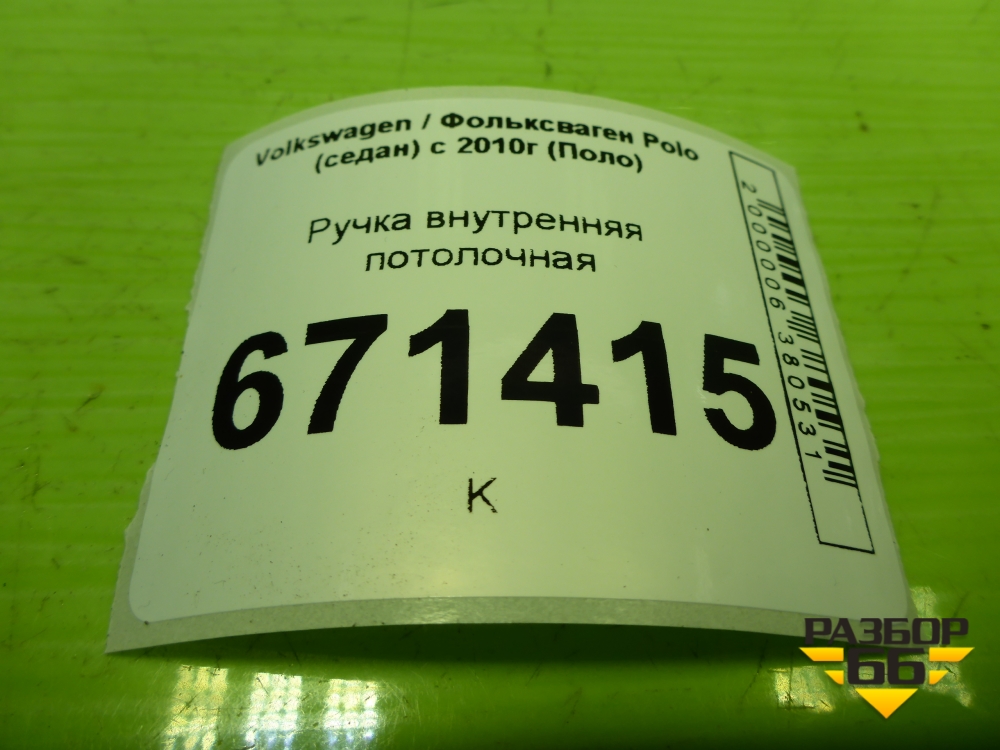 Volkswagen / Фольксваген Polo
(седан) с 2010г (Поло)
Ручка внутренняя
потолочная
671415
К
2000006380531
РАЗБОР
66